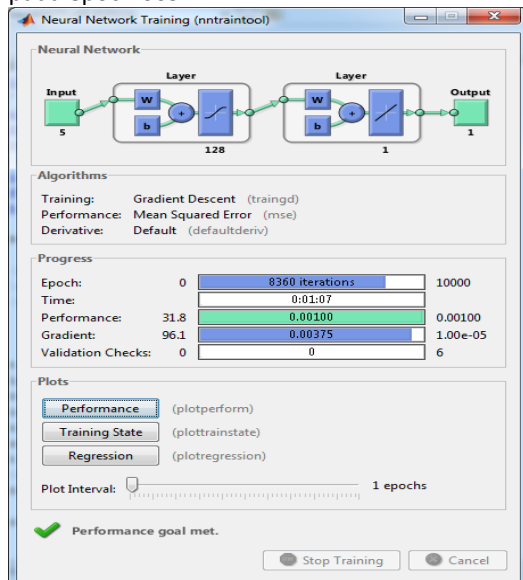 Neural Network Training (nntraintool)
Neural Network
Layer Layer
Input Output
W W
+ +
b b
5 1
128 1
Algorithms
Training: Gradient Descent (traingd)
Performance: Mean Squared Error (mse)
Derivative: Default (defaultderiv)
Progress
Epoch: 0 8360 iterations 10000
Time: 0:01:07
Performance: 31.8 0.00100 0.00100
Gradient: 96.1 0.00375 1.00e-05
Validation Checks: 0 0 6
Plots
Performance (plotperform)
Training State (plottrainstate)
Regression (plotregression)
Plot Interval: 1 epochs
Performance goal met.
Stop Training Cancel